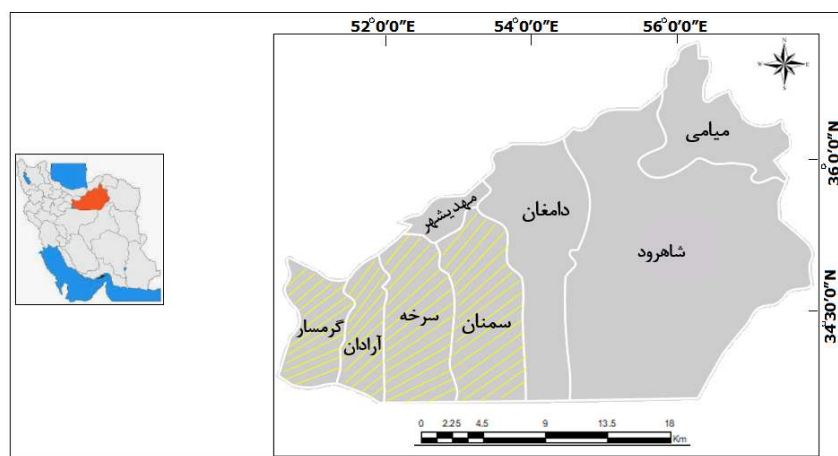 52°0'0"E 54°0'0"E 56°0'0"E
N
W E
S
میامی
36°0'0"N
مهدیشهر
دامغان
شاهرود
34°30'0"N
گرمسار
آرادان
سرخه
سمنان
0 2.25 4.5 9 13.5 18
Km